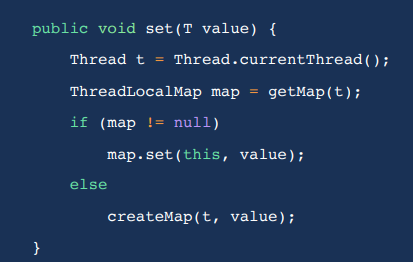 public void set(T value) {
    Thread t = Thread.currentThread();
    ThreadLocalMap map = getMap(t);
    if (map != null)
        map.set(this, value);
    else
        createMap(t, value);
}